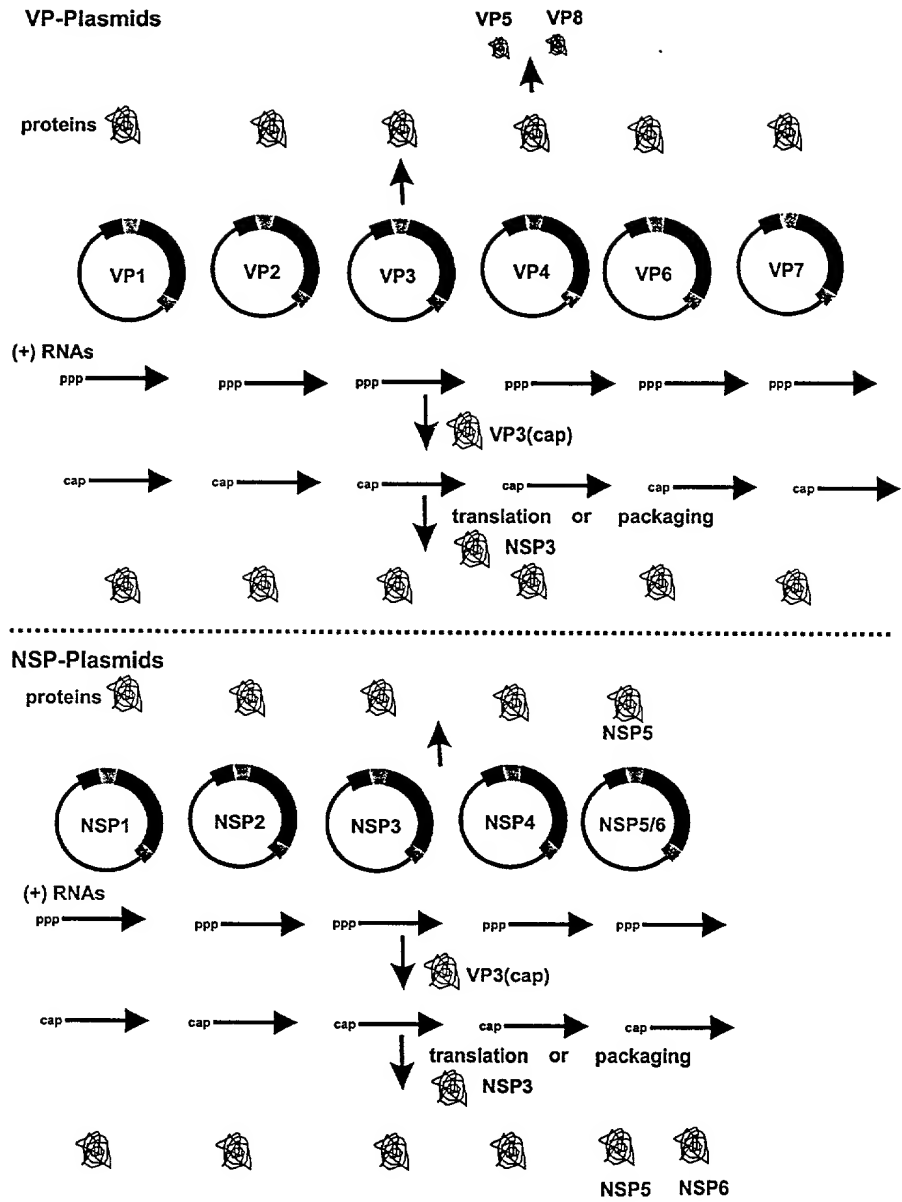 VP-Plasmids
VP5 VP8
proteins
VP1 VP2 VP3 VP4 VP6 VP7
(+) RNAs
ppp ppp ppp ppp ppp ppp
VP3(cap)
cap cap cap cap cap cap
translation or packaging
NSP3
NSP-Plasmids
proteins
NSP5
NSP1 NSP2 NSP3 NSP4 NSP5/6
(+) RNAs
ppp ppp ppp ppp ppp
VP3(cap)
cap cap cap cap cap
translation or packaging
NSP3
NSP5 NSP6